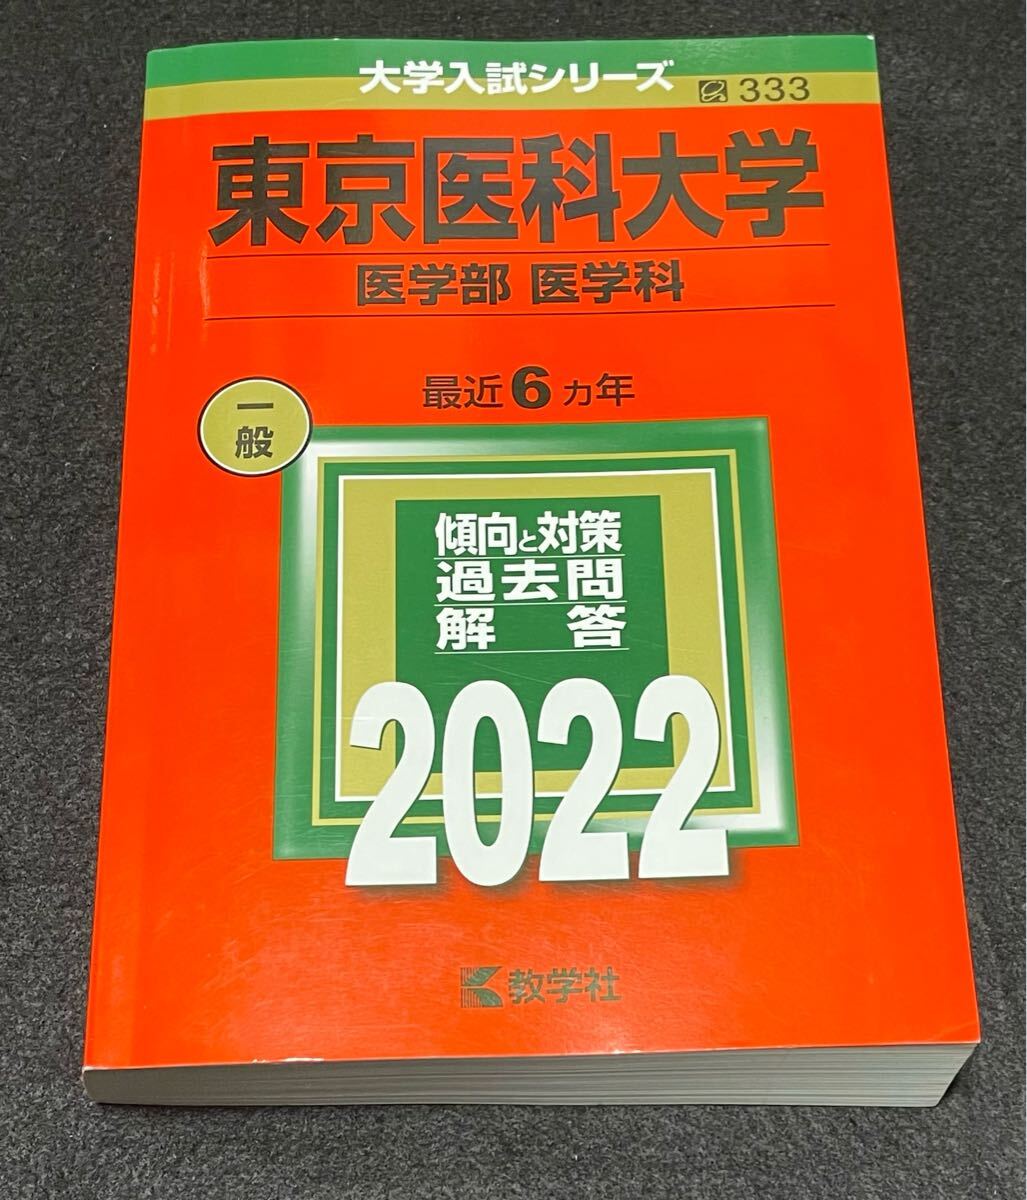 大学入試シリーズ
333
東京医科大学
医学部 医学科
最近6ヵ年
一般
傾向と対策
過去問
解答
2022
教学社